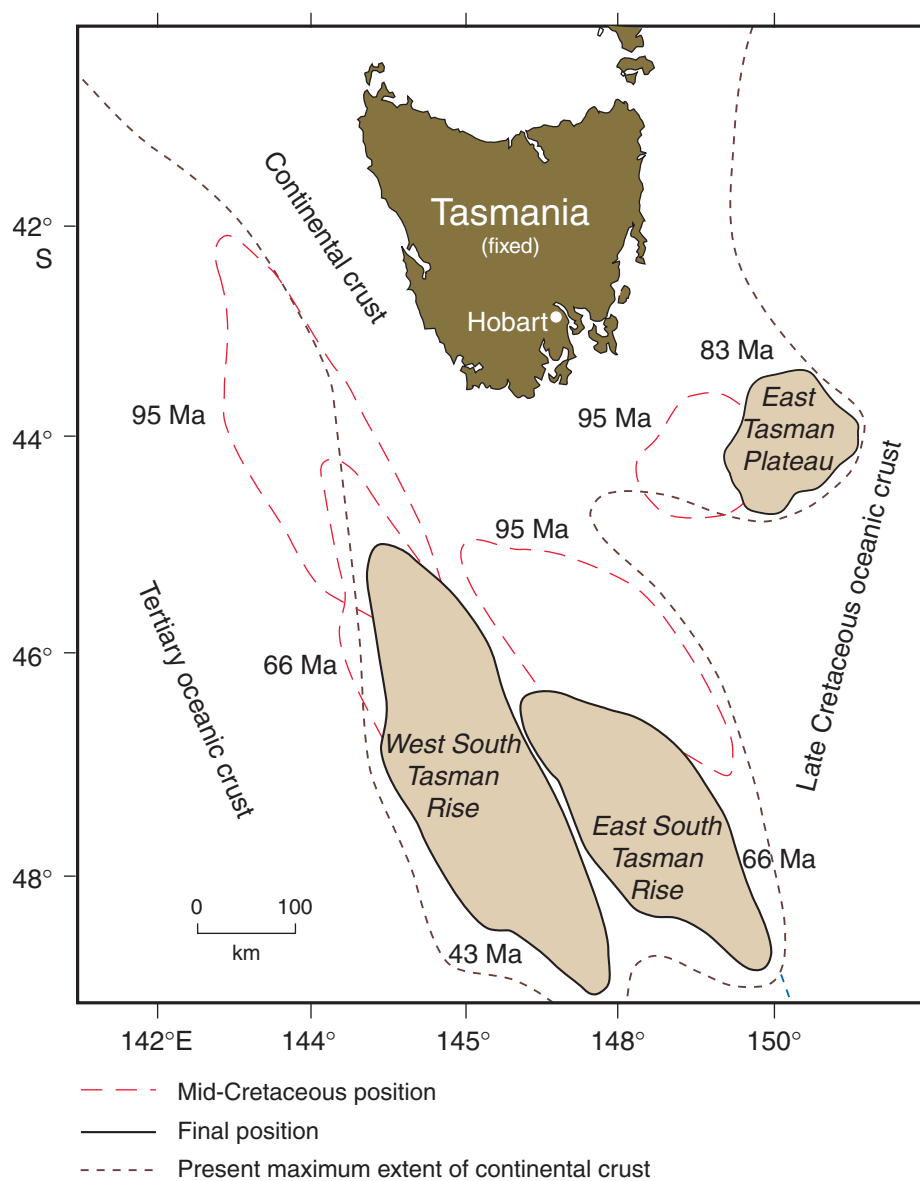 Tasmania
(fixed)
Hobart
Continental crust
42°
S
44°
46°
48°
95 Ma
83 Ma
East
Tasman
Plateau
95 Ma
95 Ma
Late Cretaceous oceanic crust
Tertiary oceanic crust
66 Ma
West South
Tasman
Rise
East South
Tasman
Rise
66 Ma
43 Ma
0
100
km
142°E
144°
145°
148°
150°
Mid-Cretaceous position
Final position
Present maximum extent of continental crust